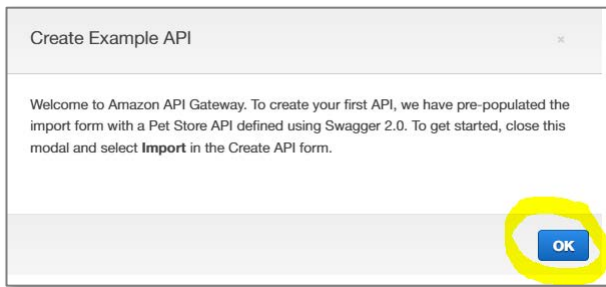 Create Example API ×
Welcome to Amazon API Gateway. To create your first API, we have pre-populated the
import form with a Pet Store API defined using Swagger 2.0. To get started, close this
modal and select Import in the Create API form.
OK